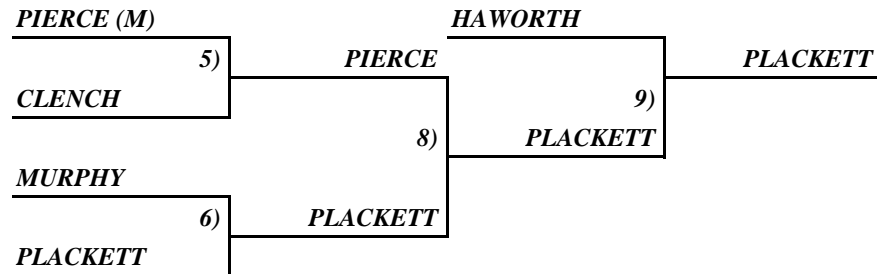 PIERCE (M)
HAWORTH
5)
PIERCE
PLACKETT
CLENCH
9)
8)
PLACKETT
MURPHY
6)
PLACKETT
PLACKETT